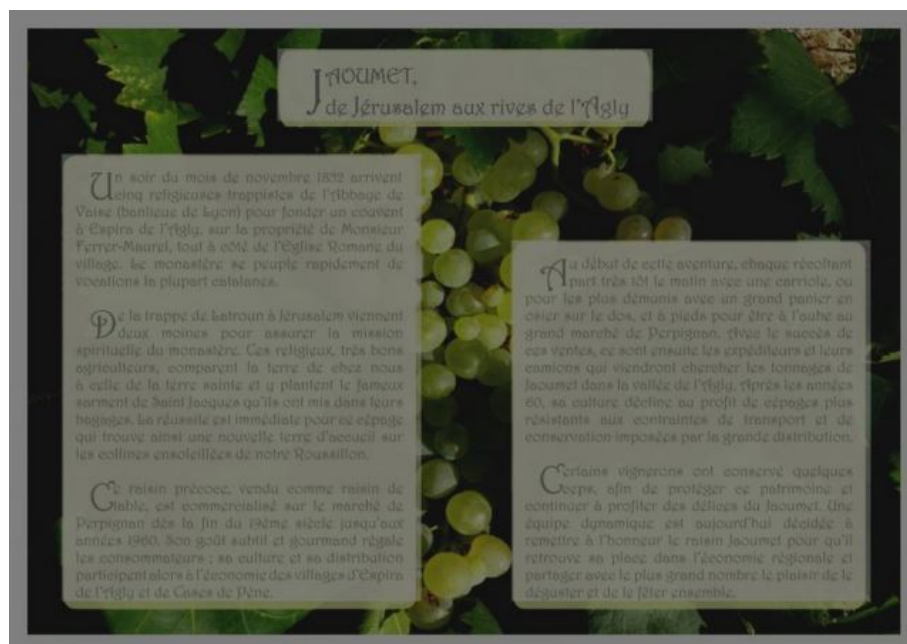 JAOUMET,
de Jérusalem aux rives de l'Agly
Un soir du mois de novembre 1852 arrivent
cinq religieuses trappistes de l'Abbaye de
Vaise (banlieue de Lyon) pour fonder un couvent
à Espira de l'Agly, sur la propriété de Monsieur
Ferrer-Maurel, tout à côté de l'Eglise Romane du
village. Le monastère se peuple rapidement de
vocations la plupart catalanes.
De la trappe de Latroun à Jérusalem viennent
deux moines pour assurer la mission
spirituelle du monastère. Ces religieux, très bons
agriculteurs, comparent la terre de chez nous
à celle de la terre sainte et y plantent le fameux
sarment de Saint Jacques qu'ils ont mis dans leurs
bagages. La réussite est immédiate pour ce cépage
qui trouve ainsi une nouvelle terre d'accueil sur
les collines ensoleillées de notre Roussillon.
Ce raisin précoce, vendu comme raisin de
table, est commercialisé sur le marché de
Perpignan dès la fin du 19ème siècle jusqu'aux
années 1960. Son goût subtil et gourmand régale
les consommateurs ; sa culture et sa distribution
participent alors à l'économie des villages d'Espira
de l'Agly et de Cases de Pène.
Au début de cette aventure, chaque récoltant
part très tôt le matin avec une carriole, ou
pour les plus démunis avec un grand panier en
osier sur le dos, et à pieds pour être à l'aube au
grand marché de Perpignan. Avec le succès de
ces ventes, ce sont ensuite les expéditeurs et leurs
camions qui viendront chercher les tonnages de
Jaoumet dans la vallée de l'Agly. Après les années
60, sa culture décline au profit de cépages plus
résistants aux contraintes de transport et de
conservation imposées par la grande distribution.
Certains vignerons ont conservé quelques
ceps, afin de protéger ce patrimoine et
continuer à profiter des délices du Jaoumet. Une
équipe dynamique est aujourd'hui décidée à
remettre à l'honneur le raisin Jaoumet pour qu'il
retrouve sa place dans l'économie régionale et
partager avec le plus grand nombre le plaisir de le
déguster et de le fêter ensemble.